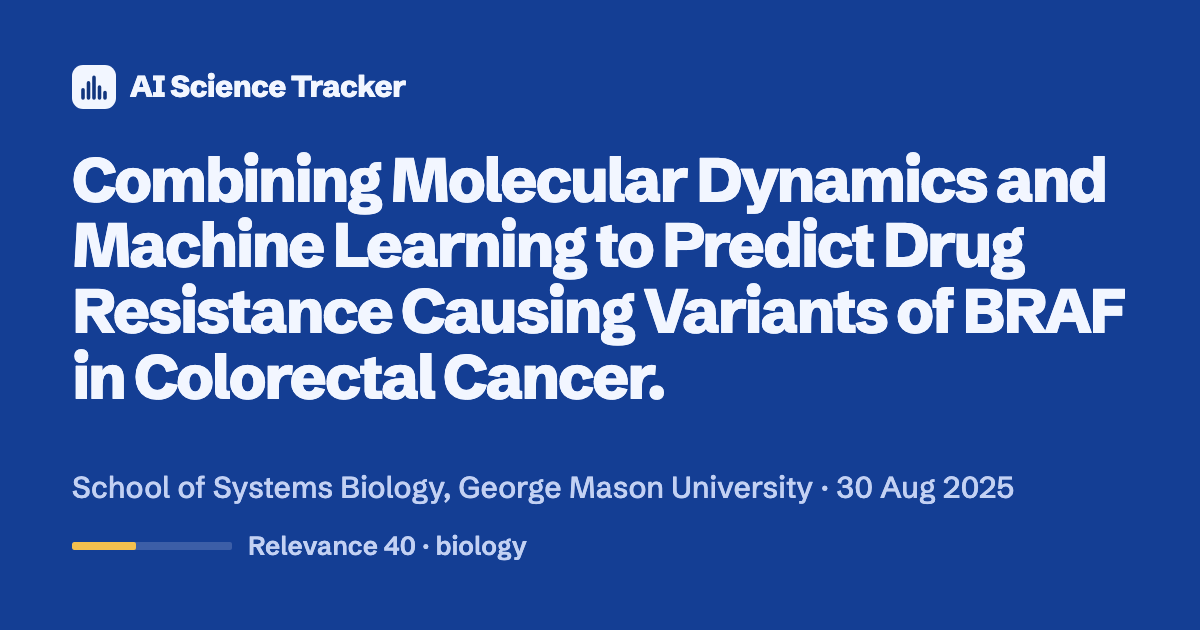 AI Science Tracker
Combining Molecular Dynamics and
Machine Learning to Predict Drug
Resistance Causing Variants of BRAF
in Colorectal Cancer.
School of Systems Biology, George Mason University · 30 Aug 2025
Relevance 40 · biology